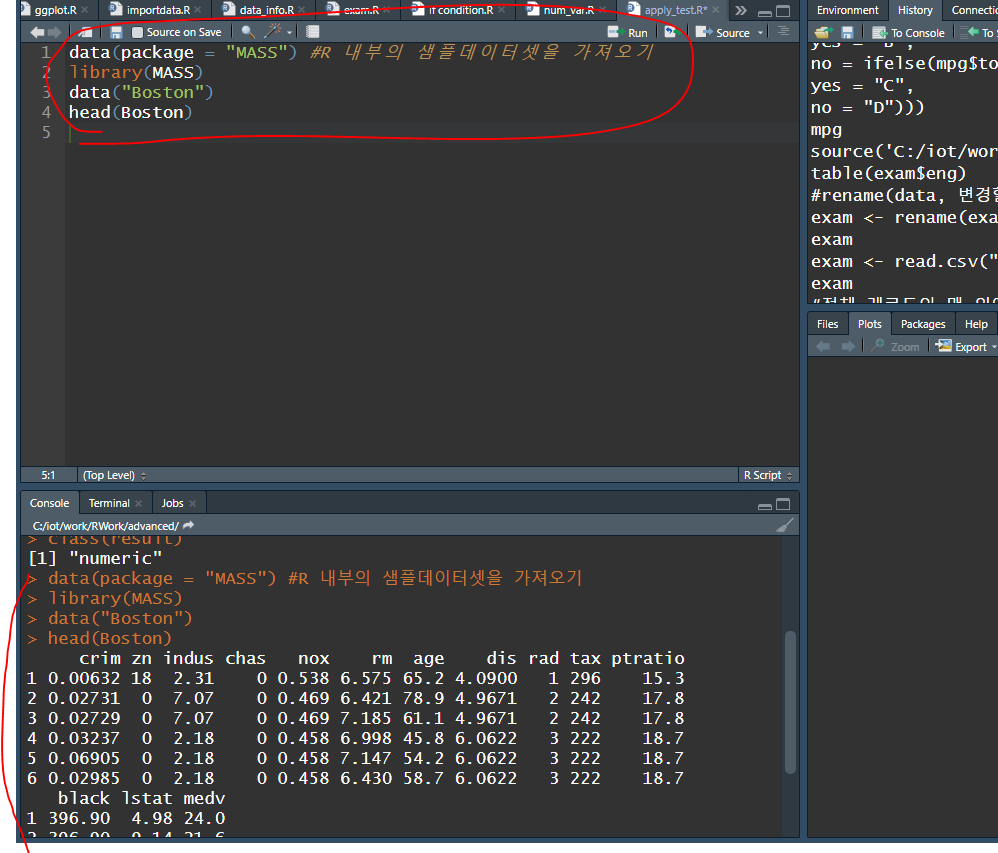 ggplot.R importdata.R data_info.R exam.R if condition.R num_var.R apply_test.R*
Source on Save Run Source
1 data(package = "MASS") #R 내부의 샘플데이터셋을 가져오기
2 library(MASS)
3 data("Boston")
4 head(Boston)
5
5:1 (Top Level) R Script
Console Terminal Jobs
C:/iot/work/RWork/advanced/
> class(result)
[1] "numeric"
> data(package = "MASS") #R 내부의 샘플데이터셋을 가져오기
> library(MASS)
> data("Boston")
> head(Boston)
crim zn indus chas nox rm age dis rad tax ptratio
1 0.00632 18 2.31 0 0.538 6.575 65.2 4.0900 1 296 15.3
2 0.02731 0 7.07 0 0.469 6.421 78.9 4.9671 2 242 17.8
3 0.02729 0 7.07 0 0.469 7.185 61.1 4.9671 2 242 17.8
4 0.03237 0 2.18 0 0.458 6.998 45.8 6.0622 3 222 18.7
5 0.06905 0 2.18 0 0.458 7.147 54.2 6.0622 3 222 18.7
6 0.02985 0 2.18 0 0.458 6.430 58.7 6.0622 3 222 18.7
black lstat medv
1 396.90 4.98 24.0
2 396.90 9.14 21.6
Environment History Connectio
To Console To S
yes = "B",
no = ifelse(mpg$to
yes = "C",
no = "D")))
mpg
source('C:/iot/wor
table(exam$eng)
#rename(data, 변경할
exam <- rename(exa
exam
exam <- read.csv("
exam
Files Plots Packages Help
Zoom Export